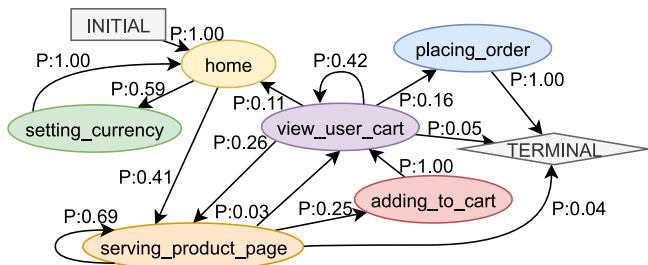 INITIAL
P:1.00
placing_order
P:1.00
home
P:0.42
P:0.59
P:0.11
P:0.16
P:1.00
setting_currency
view_user_cart
P:0.05
P:0.26
TERMINAL
P:1.00
P:0.41
adding_to_cart
P:0.03
P:0.25
P:0.04
P:0.69
serving_product_page